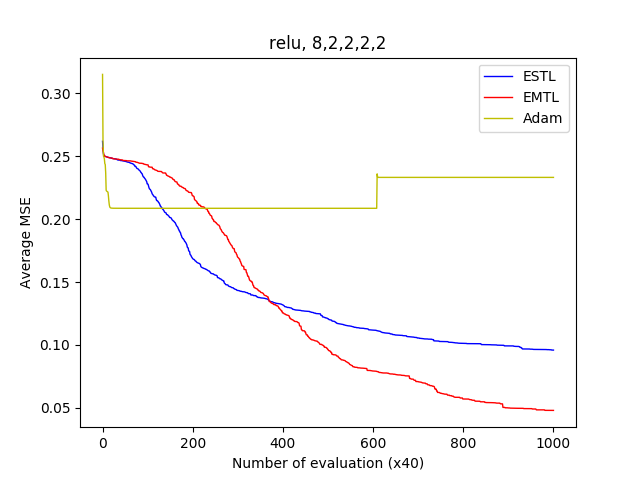 relu, 8,2,2,2,2
ESTL
EMTL
Adam
Average MSE
0.30
0.25
0.20
0.15
0.10
0.05
0
200
400
600
800
1000
Number of evaluation (x40)